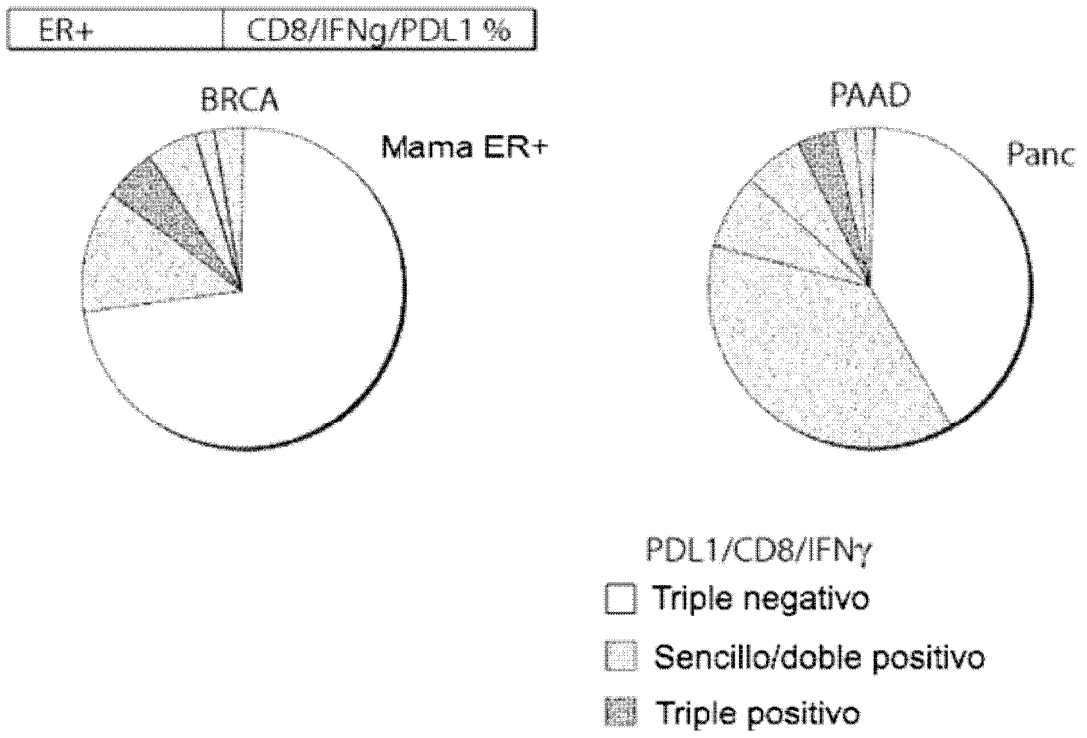 ER+ CD8/IFNg/PDL1 %
BRCA
Mama ER+
PAAD
Panc
PDL1/CD8/IFNγ
Triple negativo
Sencillo/doble positivo
Triple positivo